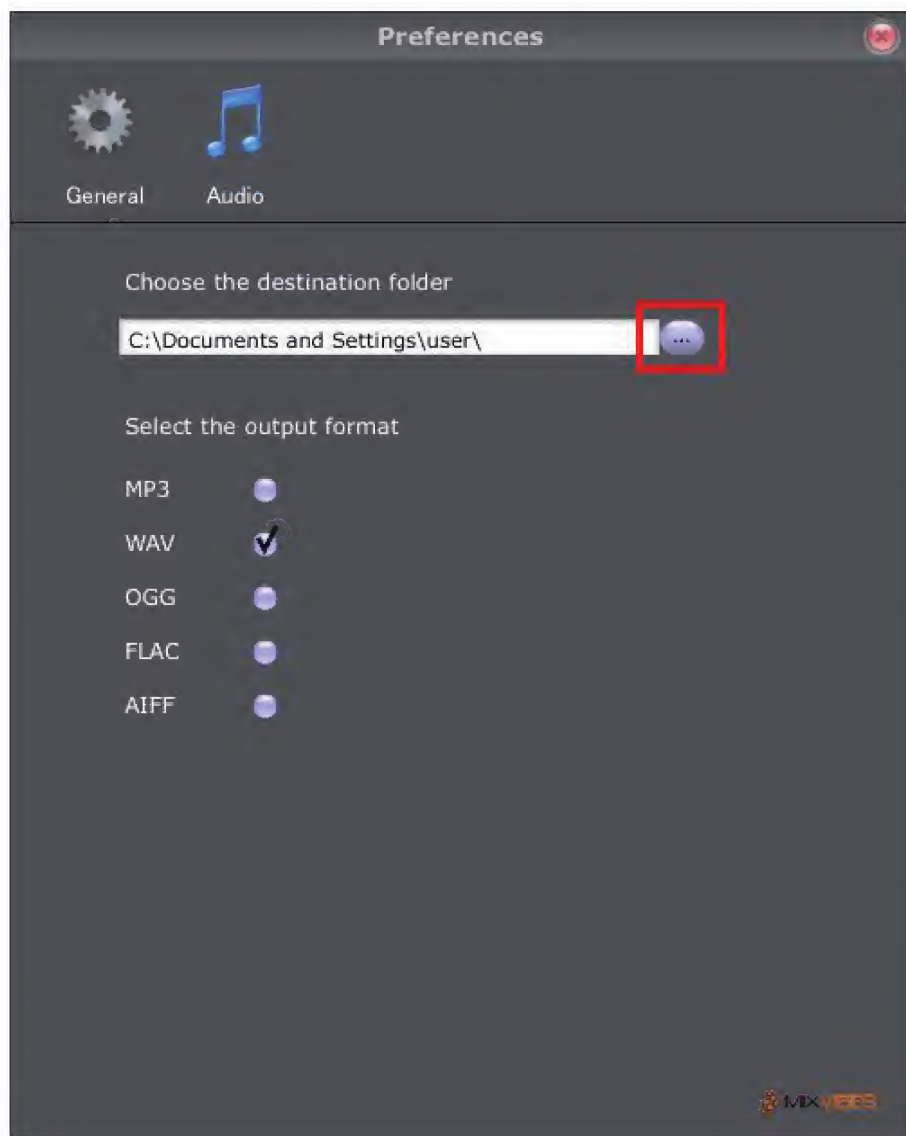 Preferences
General Audio
Choose the destination folder
C:\Documents and Settings\user\
...
Select the output format
MP3
WAV
OGG
FLAC
AIFF
MIXVIBES